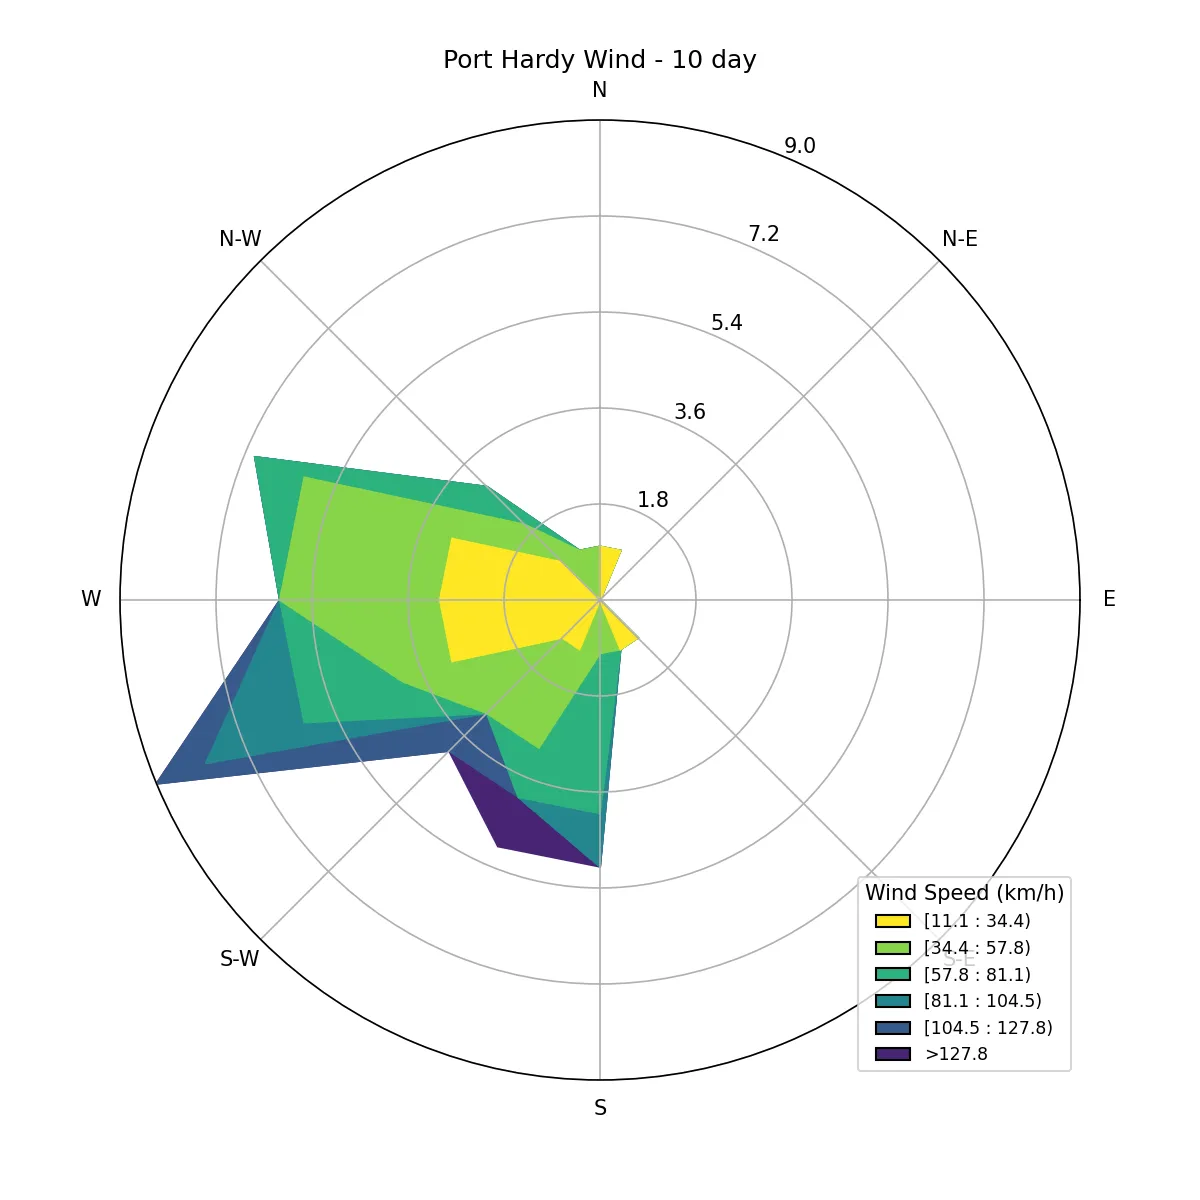 Port Hardy Wind - 10 day
N
9.0
N-W
N-E
7.2
5.4
3.6
1.8
W
E
S-W
S-E
S
Wind Speed (km/h)
[11.1 : 34.4)
[34.4 : 57.8)
[57.8 : 81.1)
[81.1 : 104.5)
[104.5 : 127.8)
>127.8